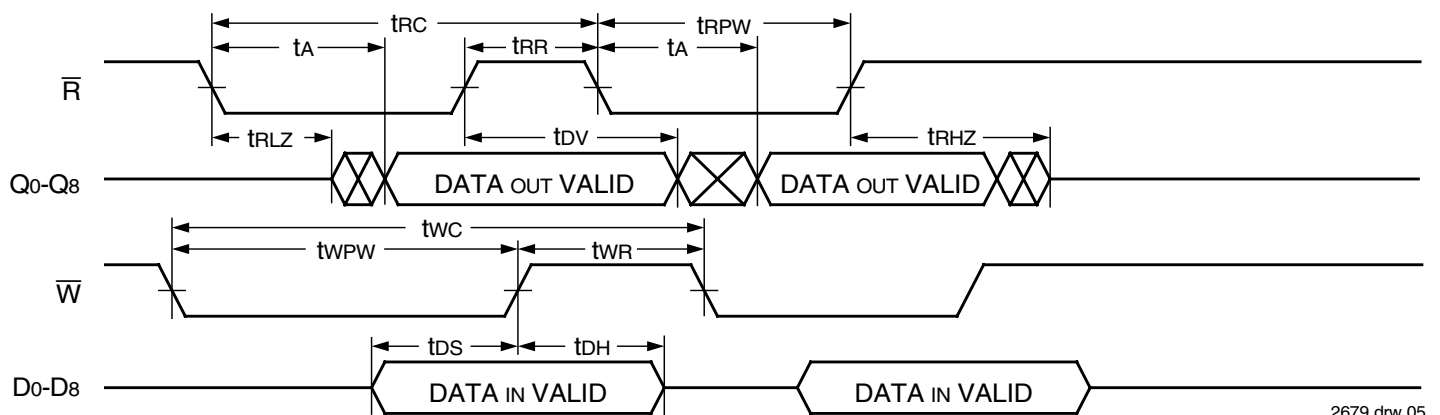 tRC
tRPW
tA
tRR
tA
R̅
tRLZ
tDV
tRHZ
Q0-Q8
DATA OUT VALID
DATA OUT VALID
tWC
tWPW
tWR
W̅
tDS
tDH
D0-D8
DATA IN VALID
DATA IN VALID
2679 drw 05